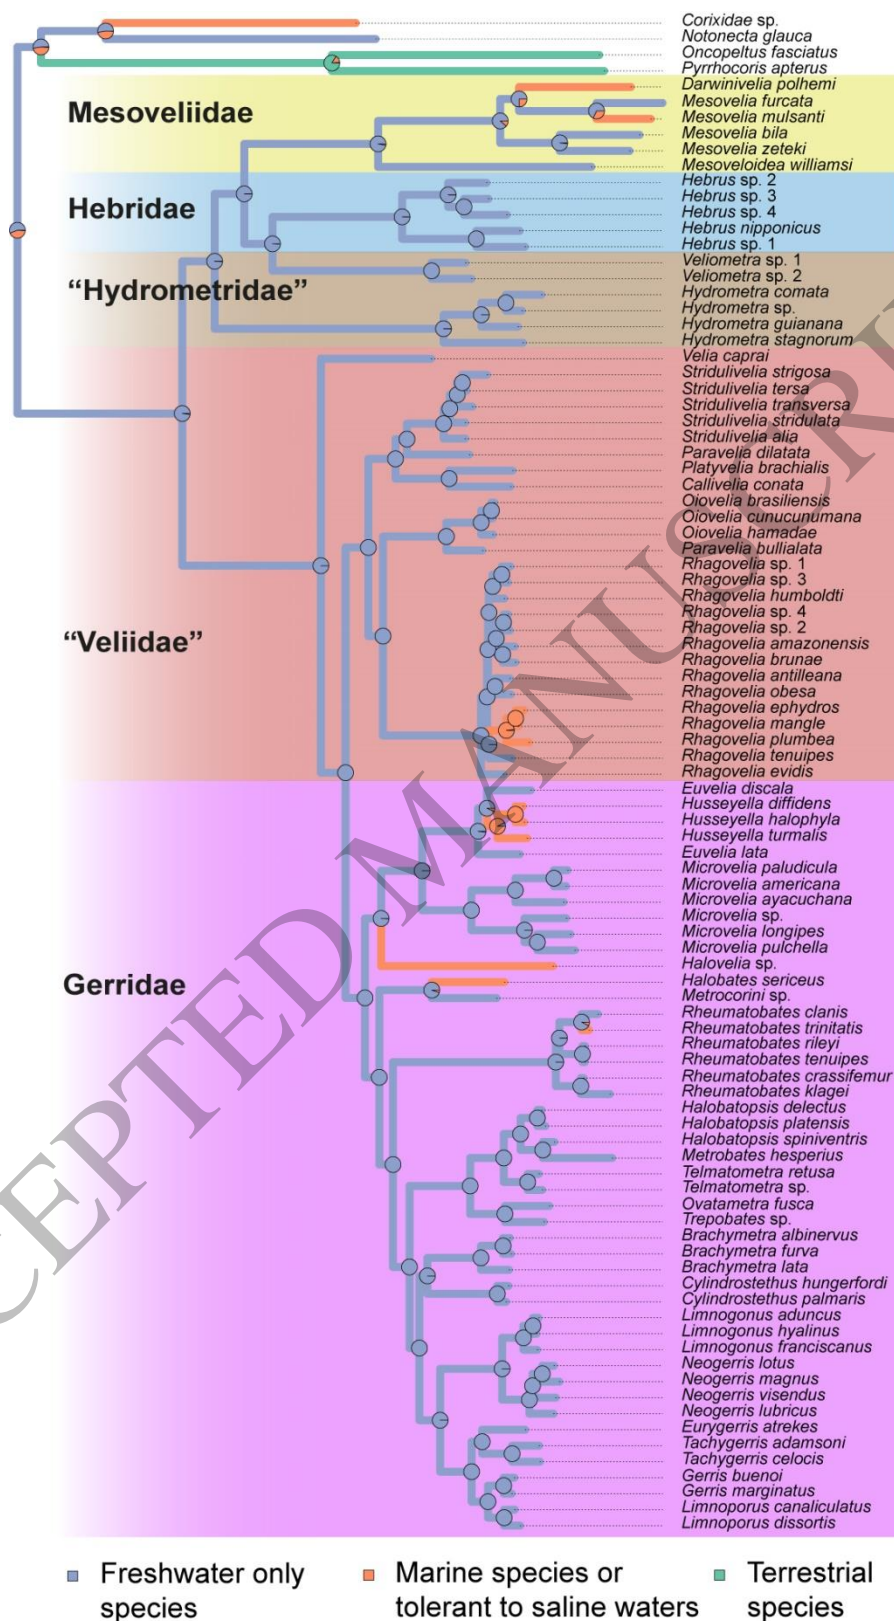 Corixidae sp.
Notonecta glauca
Oncopeltus fasciatus
Pyrrhocoris apterus
Darwinivelia polhemi
Mesoveliidae
Mesovelia furcata
Mesovelia mulsanti
Mesovelia bila
Mesovelia zeteki
Mesoveloidea williamsi
Hebrus sp. 2
Hebridae
Hebrus sp. 3
Hebrus sp. 4
Hebrus nipponicus
Hebrus sp. 1
Veliometra sp. 1
Veliometra sp. 2
“Hydrometridae”
Hydrometra comata
Hydrometra sp.
Hydrometra guianana
Hydrometra stagnorum
Velia caprai
Stridulivelia strigosa
Stridulivelia tersa
Stridulivelia transversa
Stridulivelia stridulata
Stridulivelia alia
Paravelia dilatata
Platyvelia brachialis
Callivelia conata
Oiovelia brasiliensis
Oiovelia cunucunumana
Oiovelia hamadae
Paravelia bullialata
Rhagovelia sp. 1
Rhagovelia sp. 3
Rhagovelia humboldti
Rhagovelia sp. 4
Rhagovelia sp. 2
“Veliidae”
Rhagovelia amazonensis
Rhagovelia brunae
Rhagovelia antilleana
Rhagovelia obesa
Rhagovelia ephydros
Rhagovelia mangle
Rhagovelia plumbea
Rhagovelia tenuipes
Rhagovelia evidis
Euvelia discala
Husseyella diffidens
Husseyella halophyla
Husseyella turmalis
Euvelia lata
Microvelia paludicula
Microvelia americana
Microvelia ayacuchana
Microvelia sp.
Microvelia longipes
Microvelia pulchella
Halovelia sp.
Gerridae
Halobates sericeus
Metrocorini sp.
Rheumatobates clanis
Rheumatobates trinitatis
Rheumatobates rileyi
Rheumatobates tenuipes
Rheumatobates crassifemur
Rheumatobates klagei
Halobatopsis delectus
Halobatopsis platensis
Halobatopsis spiniventris
Metrobates hesperius
Telmatometra retusa
Telmatometra sp.
Ovatametra fusca
Trepobates sp.
Brachymetra albinervus
Brachymetra furva
Brachymetra lata
Cylindrostethus hungerfordi
Cylindrostethus palmaris
Limnogonus aduncus
Limnogonus hyalinus
Limnogonus franciscanus
Neogerris lotus
Neogerris magnus
Neogerris visendus
Neogerris lubricus
Eurygerris atrekes
Tachygerris adamsoni
Tachygerris celocis
Gerris buenoi
Gerris marginatus
Limnoporus canaliculatus
Limnoporus dissortis
CEPTED MANUSCR
Freshwater only
species
Marine species or
tolerant to saline waters
Terrestrial
species